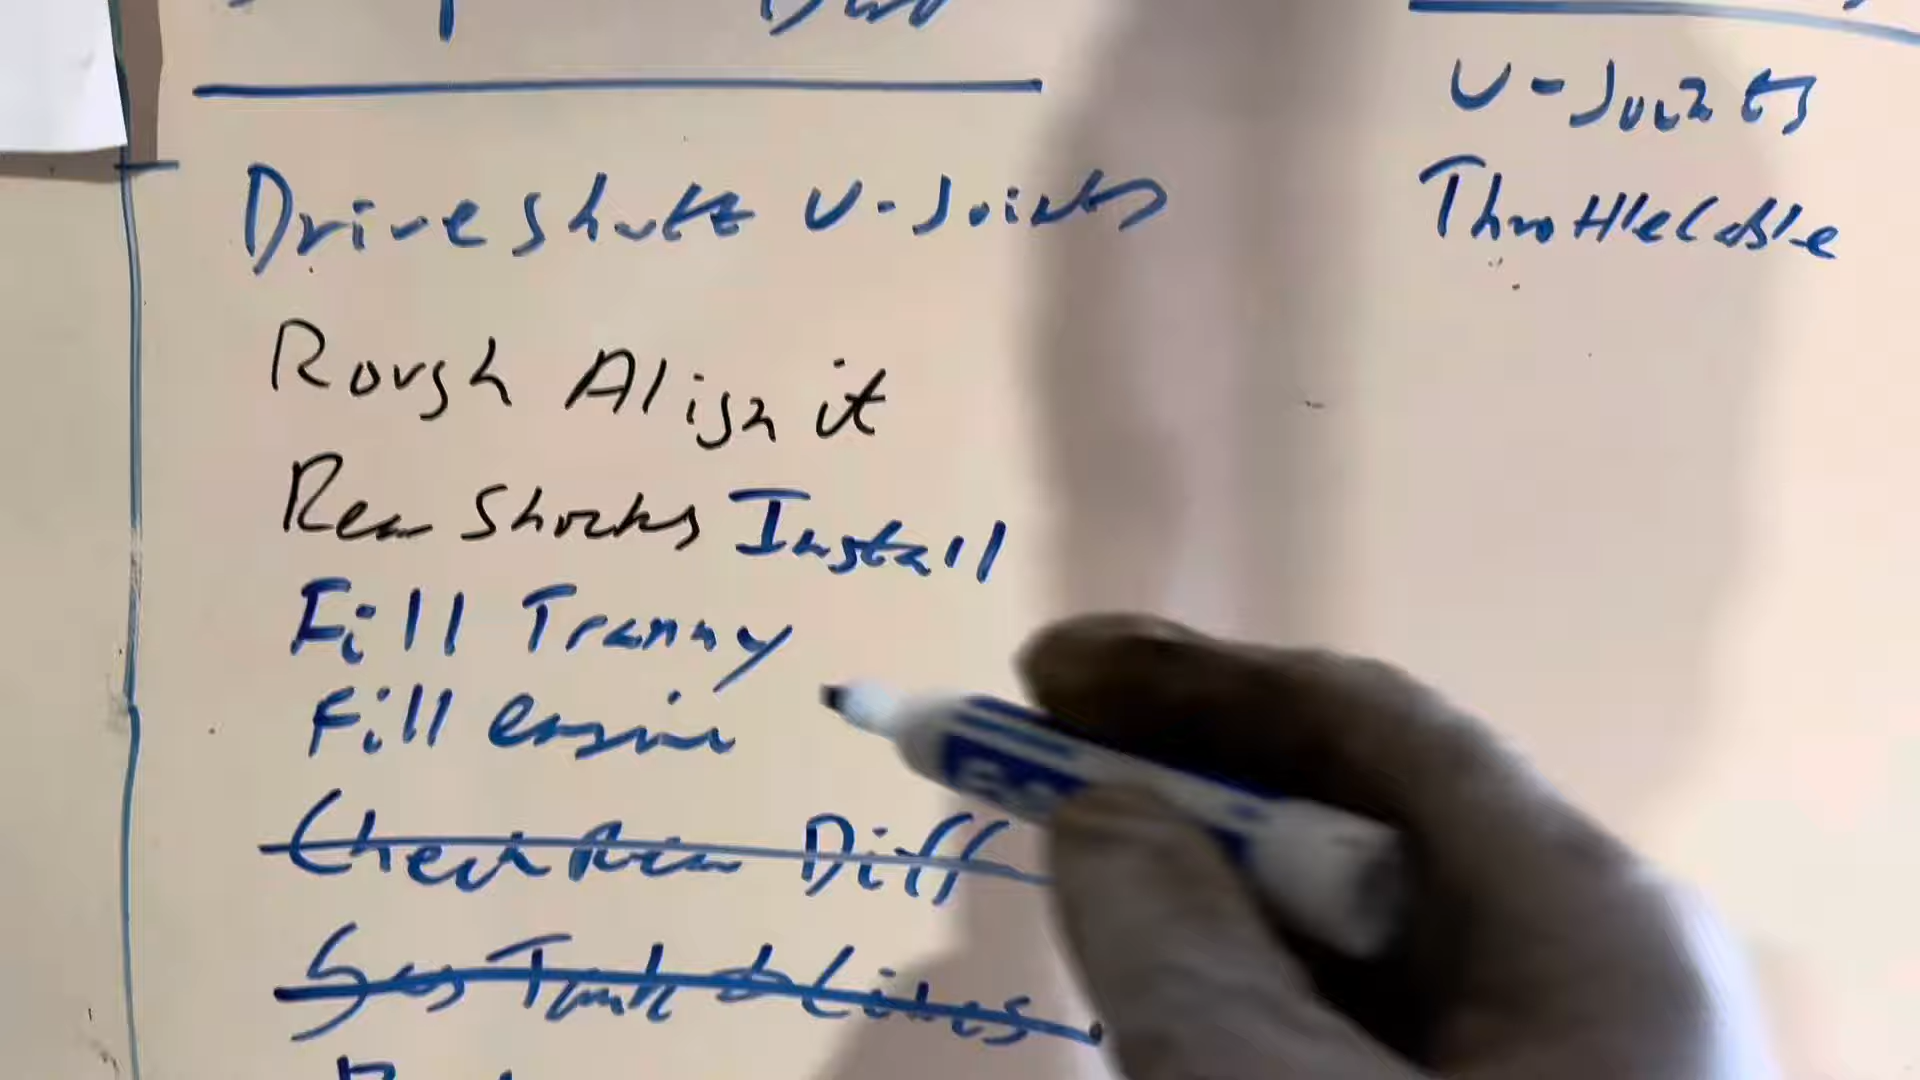 Driveshaft U-Joints
Rough Align it
Rear Shocks Install
Fill Tranny
Fill engine
Check Rear Diff
Gas Tank & Lines
U-Joints
Throttle Cable